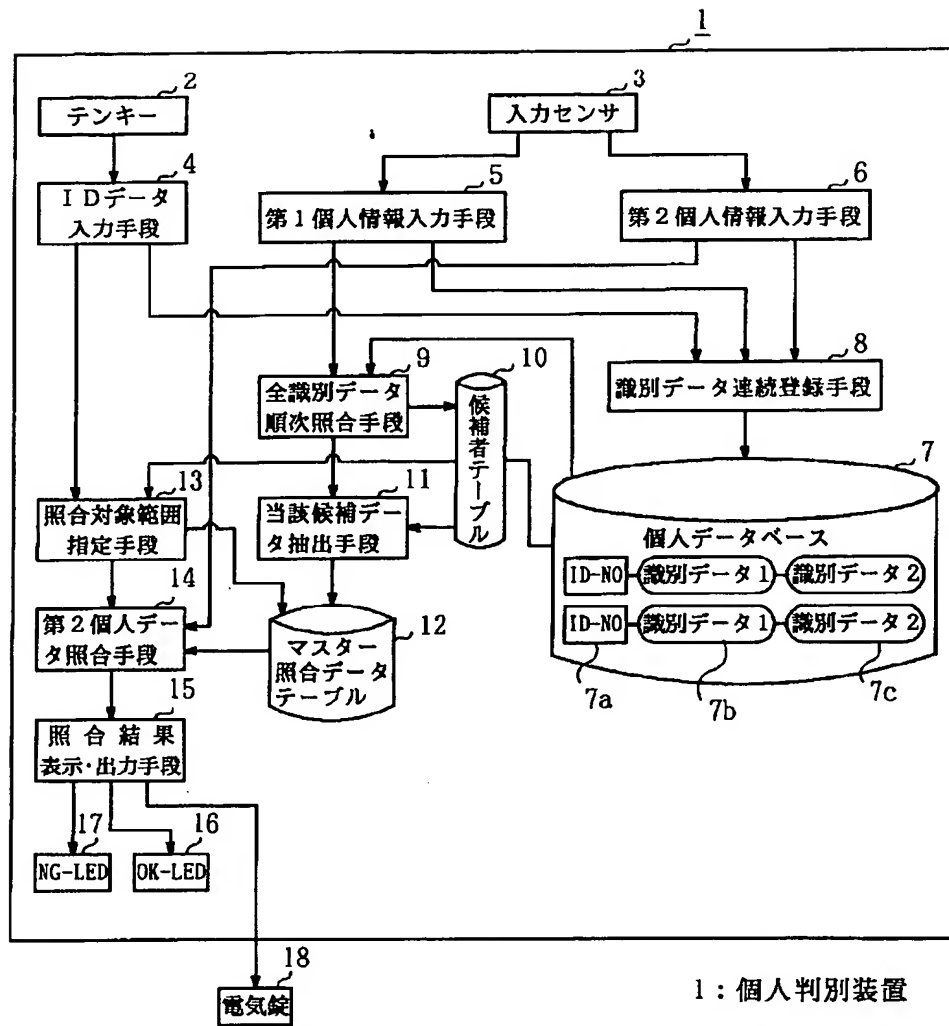 1
2
テンキー
3
入力センサ
4
IDデータ
入力手段
5
第1個人情報入力手段
6
第2個人情報入力手段
8
識別データ連続登録手段
9
全識別データ
順次照合手段
10
候補者テーブル
7
個人データベース
ID-NO 識別データ1 識別データ2
ID-NO 識別データ1 識別データ2
7a
7b
7c
11
当該候補デー
タ抽出手段
13
照合対象範囲
指定手段
12
マスター
照合データ
テーブル
14
第2個人デー
タ照合手段
15
照合結果
表示・出力手段
17
NG-LED
16
OK-LED
18
電気錠
1：個人判別装置